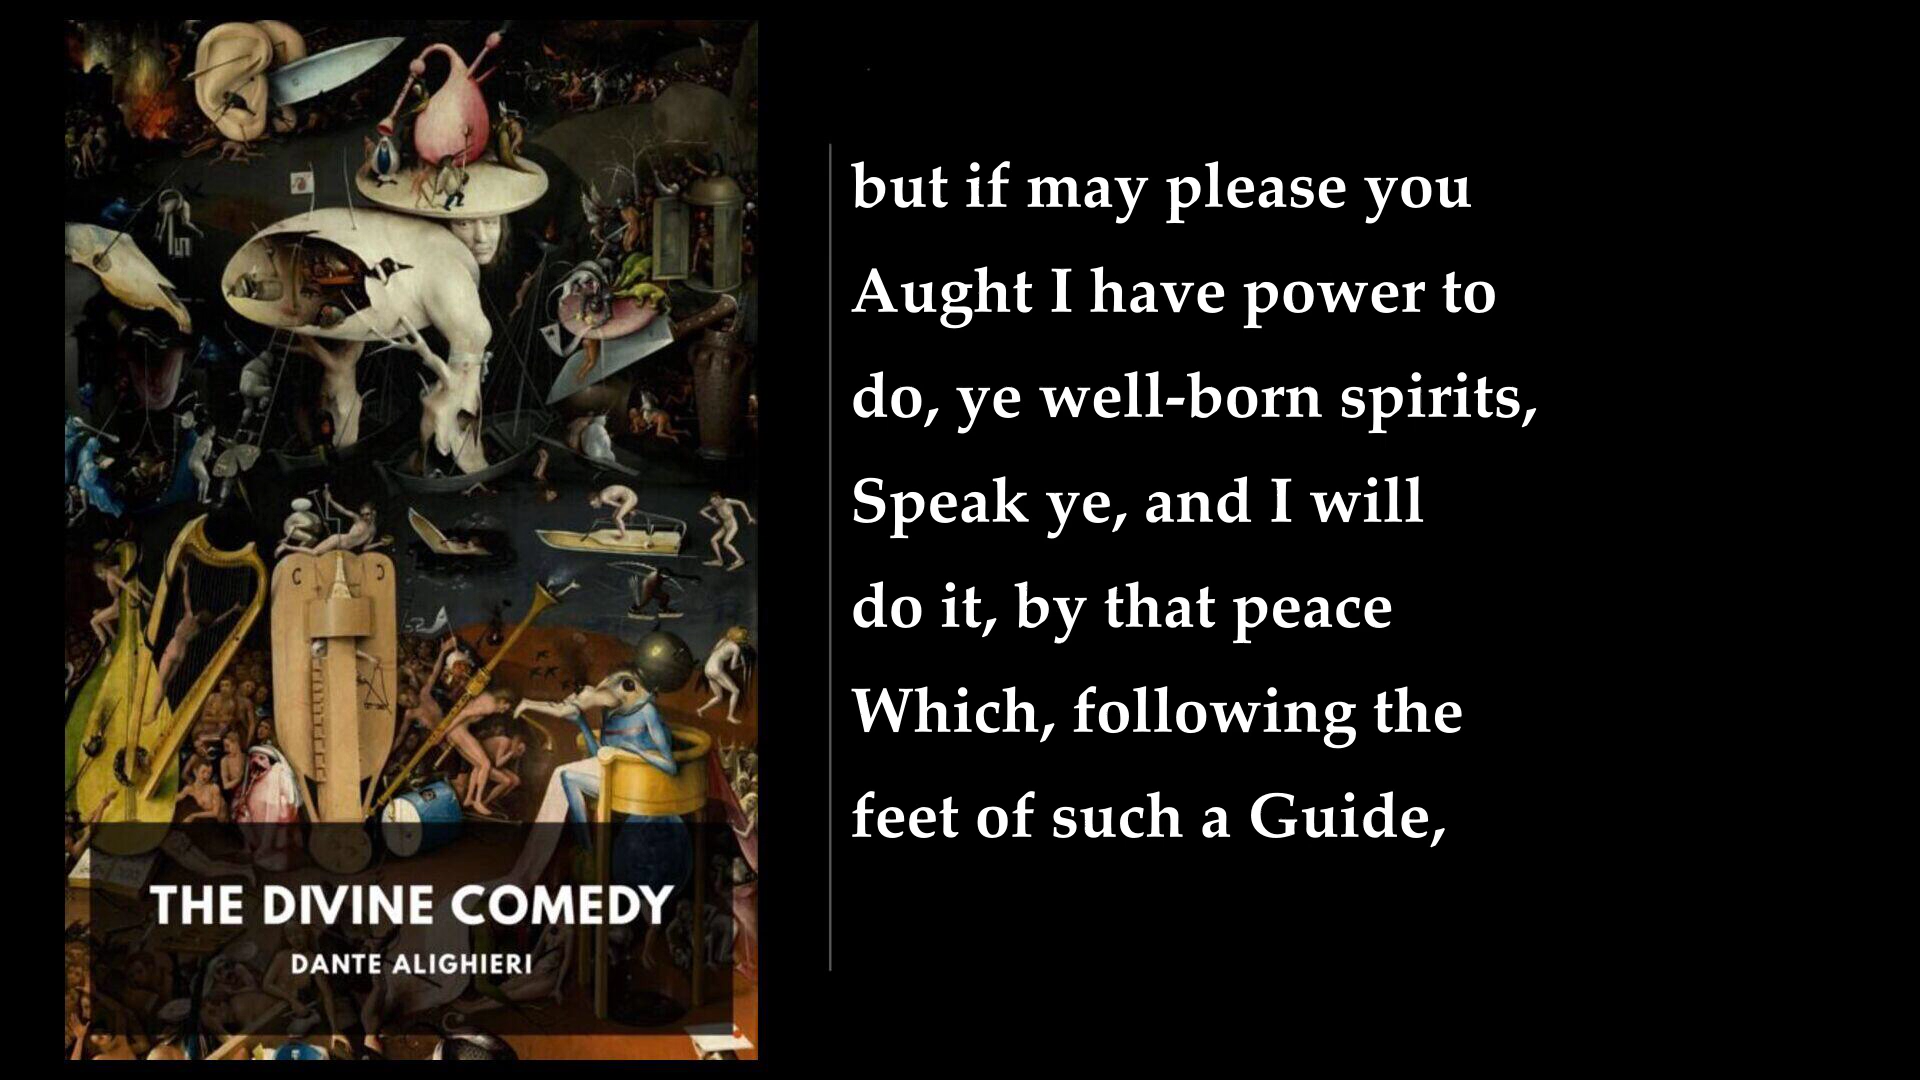 THE DIVINE COMEDY
DANTE ALIGHIERI
but if may please you
Aught I have power to
do, ye well-born spirits,
Speak ye, and I will
do it, by that peace
Which, following the
feet of such a Guide,